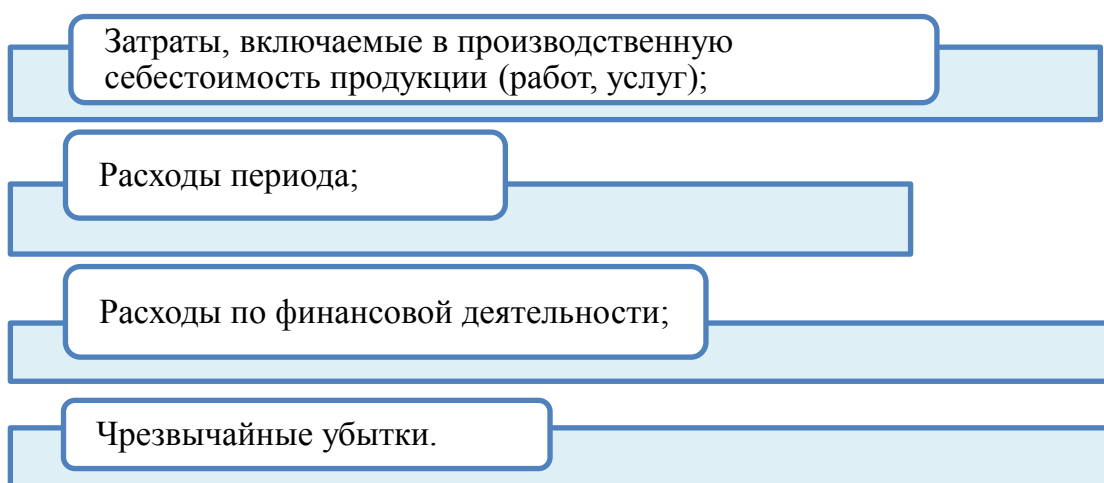 Затраты, включаемые в производственную
себестоимость продукции (работ, услуг);
Расходы периода;
Расходы по финансовой деятельности;
Чрезвычайные убытки.